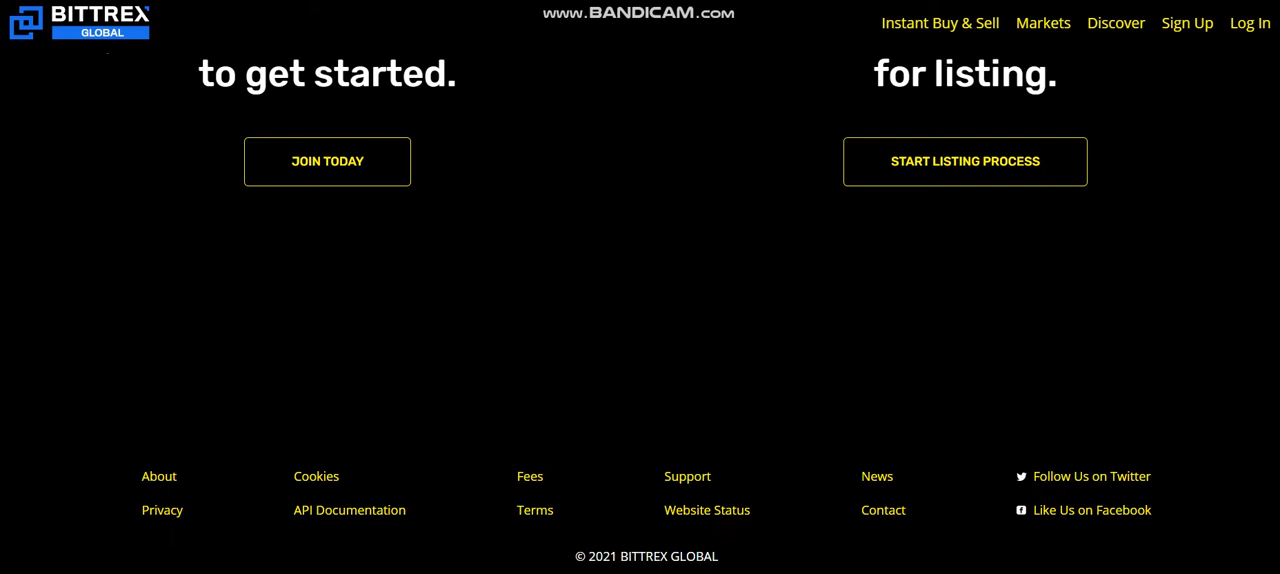 BITTREX
GLOBAL
www.BANDICAM.com
Instant Buy & Sell Markets Discover Sign Up Log In
to get started. for listing.
JOIN TODAY START LISTING PROCESS
About Cookies Fees Support News Follow Us on Twitter
Privacy API Documentation Terms Website Status Contact Like Us on Facebook
© 2021 BITTREX GLOBAL